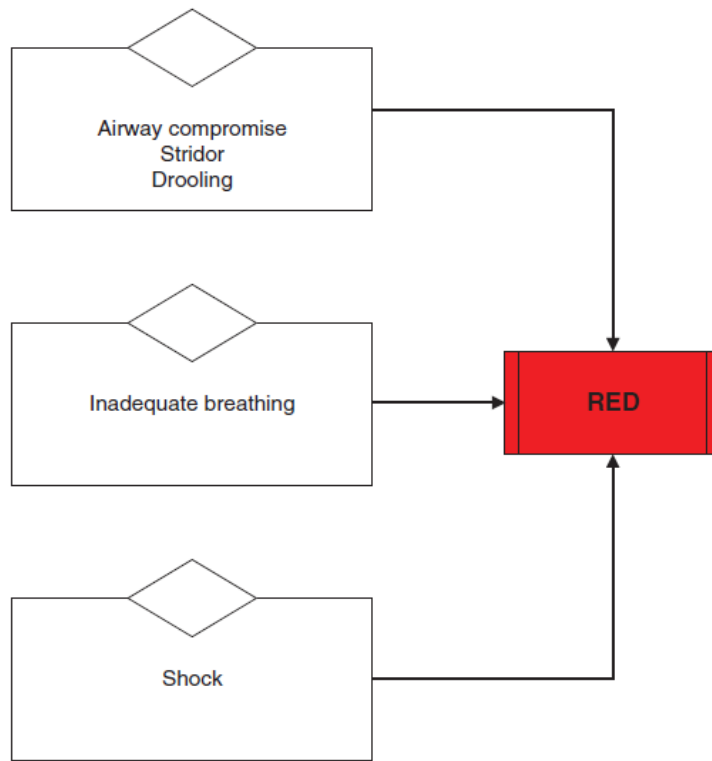 Airway compromise
Stridor
Drooling
Inadequate breathing
RED
Shock